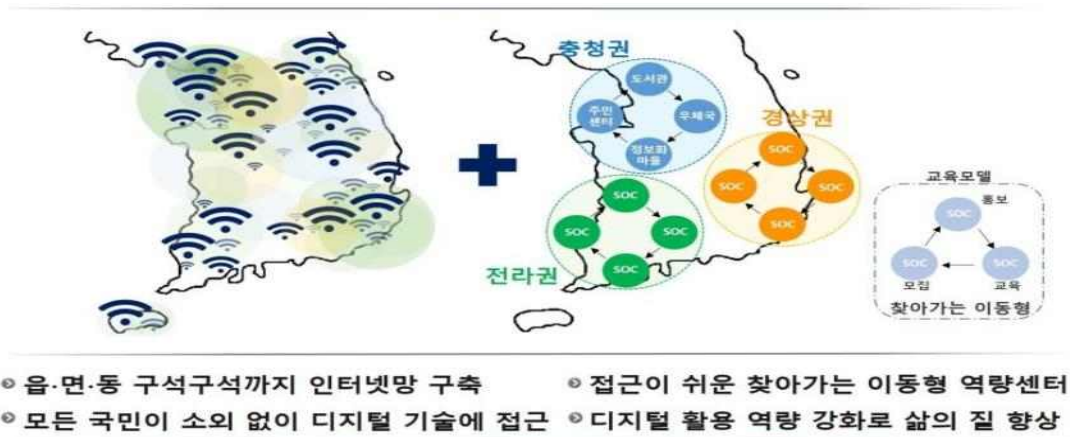 충청권
도서관
주민
센터
우체국
정보화
마을
경상권
SOC
SOC
SOC
SOC
SOC
SOC
SOC
SOC
전라권
교육모델
홍보
SOC
SOC
SOC
모집
교육
찾아가는 이동형
읍·면·동 구석구석까지 인터넷망 구축
모든 국민이 소외 없이 디지털 기술에 접근
접근이 쉬운 찾아가는 이동형 역량센터
디지털 활용 역량 강화로 삶의 질 향상